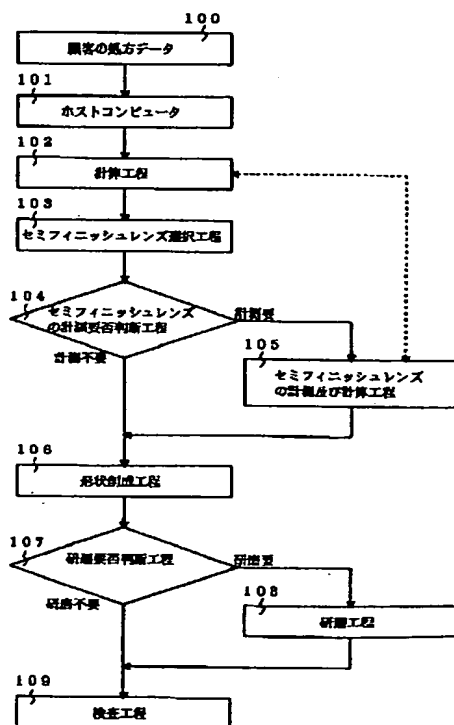 100
顧客の処方データ
101
ホストコンピュータ
102
計算工程
103
セミフィニッシュレンズ選択工程
104
セミフィニッシュレンズ
の計測要否判断工程
計測要
計測不要
105
セミフィニッシュレンズ
の計測及び計算工程
106
形状創成工程
107
研磨要否判断工程
研磨要
研磨不要
108
研磨工程
109
検査工程